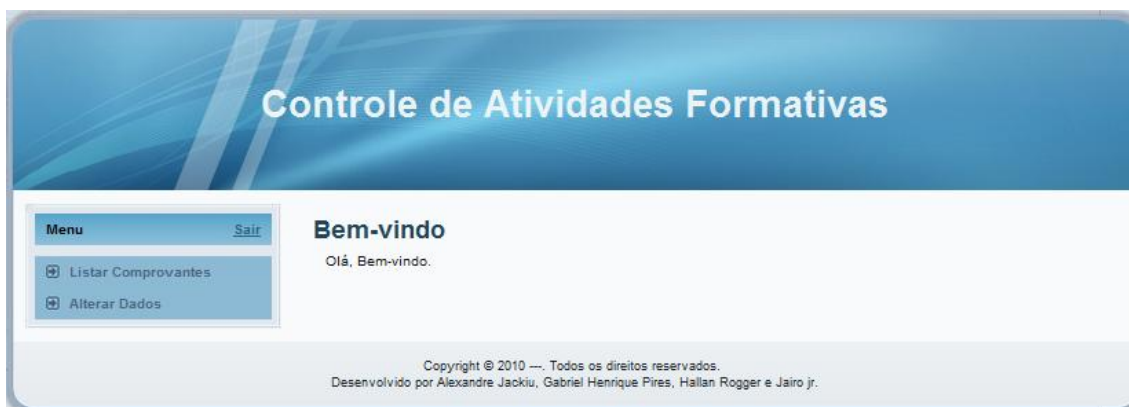 Controle de Atividades Formativas
Menu Sair
Listar Comprovantes
Alterar Dados
Bem-vindo
Olá, Bem-vindo.
Copyright © 2010 ---. Todos os direitos reservados.
Desenvolvido por Alexandre Jackiu, Gabriel Henrique Pires, Hallan Rogger e Jairo jr.